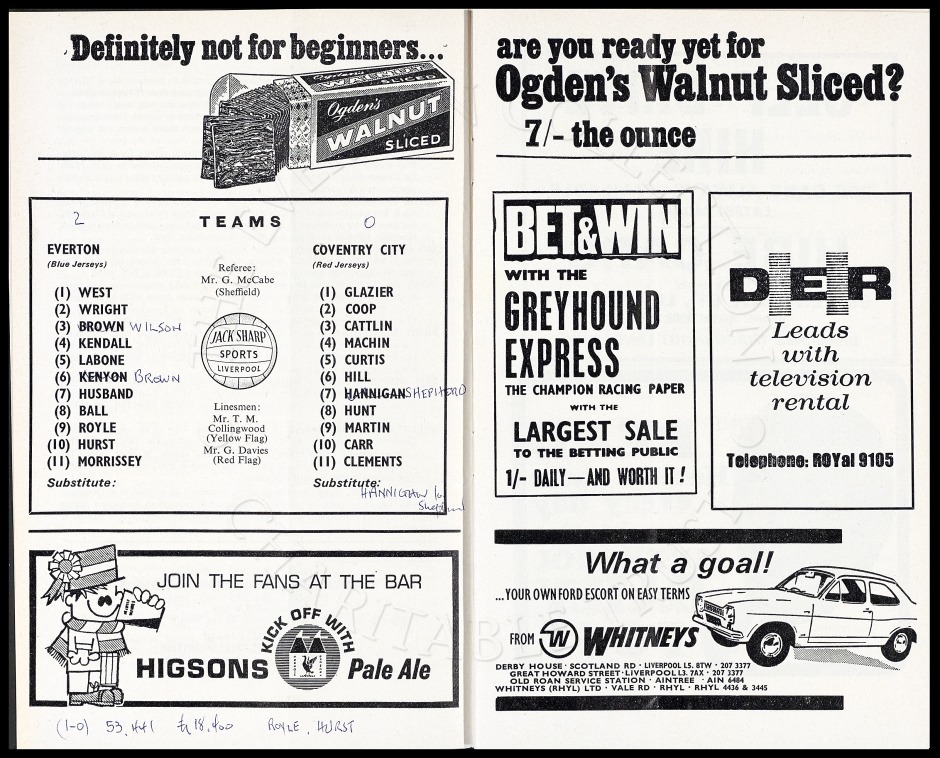 Definitely not for beginners...
Ogden's
WALNUT
SLICED
Ogden's
WALNUT
SLICED
2
TEAMS
0
EVERTON
(Blue Jerseys)
(1) WEST
(2) WRIGHT
(3) BROWN WILSON
(4) KENDALL
(5) LABONE
(6) KENYON BROWN
(7) HUSBAND
(8) BALL
(9) ROYLE
(10) HURST
(11) MORRISSEY
Substitute:
Referee:
Mr. G. McCabe
(Sheffield)
JACK SHARP
SPORTS
LIVERPOOL
Linesmen:
Mr. T. M.
Collingwood
(Yellow Flag)
Mr. G. Davies
(Red Flag)
COVENTRY CITY
(Red Jerseys)
(1) GLAZIER
(2) COOP
(3) CATTLIN
(4) MACHIN
(5) CURTIS
(6) HILL
(7) HANNIGAN SHEPHERD
(8) HUNT
(9) MARTIN
(10) CARR
(11) CLEMENTS
Substitute:
HANNIGAN for
JOIN THE FANS AT THE BAR
KICK OFF WITH
HIGSONS Pale Ale
(1-0) 53,441 £18,400 ROYLE, HURST
are you ready yet for
Ogden's Walnut Sliced?
7/- the ounce
BET & WIN
WITH THE
GREYHOUND
EXPRESS
THE CHAMPION RACING PAPER
WITH THE
LARGEST SALE
TO THE BETTING PUBLIC
1/- DAILY—AND WORTH IT!
DER
Leads
with
television
rental
Telephone: ROYal 9105
What a goal!
...YOUR OWN FORD ESCORT ON EASY TERMS
FROM W WHITNEYS
DERBY HOUSE · SCOTLAND RD · LIVERPOOL L5. 8TW · 207 3377
GREAT HOWARD STREET · LIVERPOOL L3. 7AX · 207 3377
OLD ROAN SERVICE STATION · AINTREE · AIN 6484
WHITNEYS (RHYL) LTD · VALE RD · RHYL · RHYL 4436 & 3445